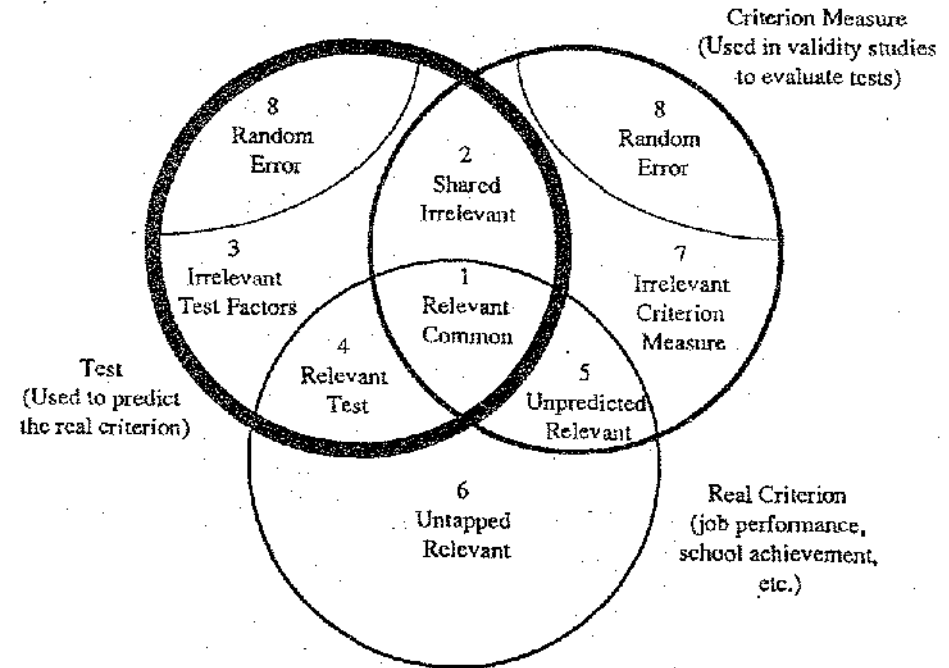 Criterion Measure
(Used in validity studies
to evaluate tests)
8
Random
Error
8
Random
Error
2
Shared
Irrelevant
3
Irrelevant
Test Factors
7
Irrelevant
Criterion
Measure
1
Relevant
Common
4
Relevant
Test
5
Unpredicted
Relevant
Test
(Used to predict
the real criterion)
6
Untapped
Relevant
Real Criterion
(job performance,
school achievement,
etc.)